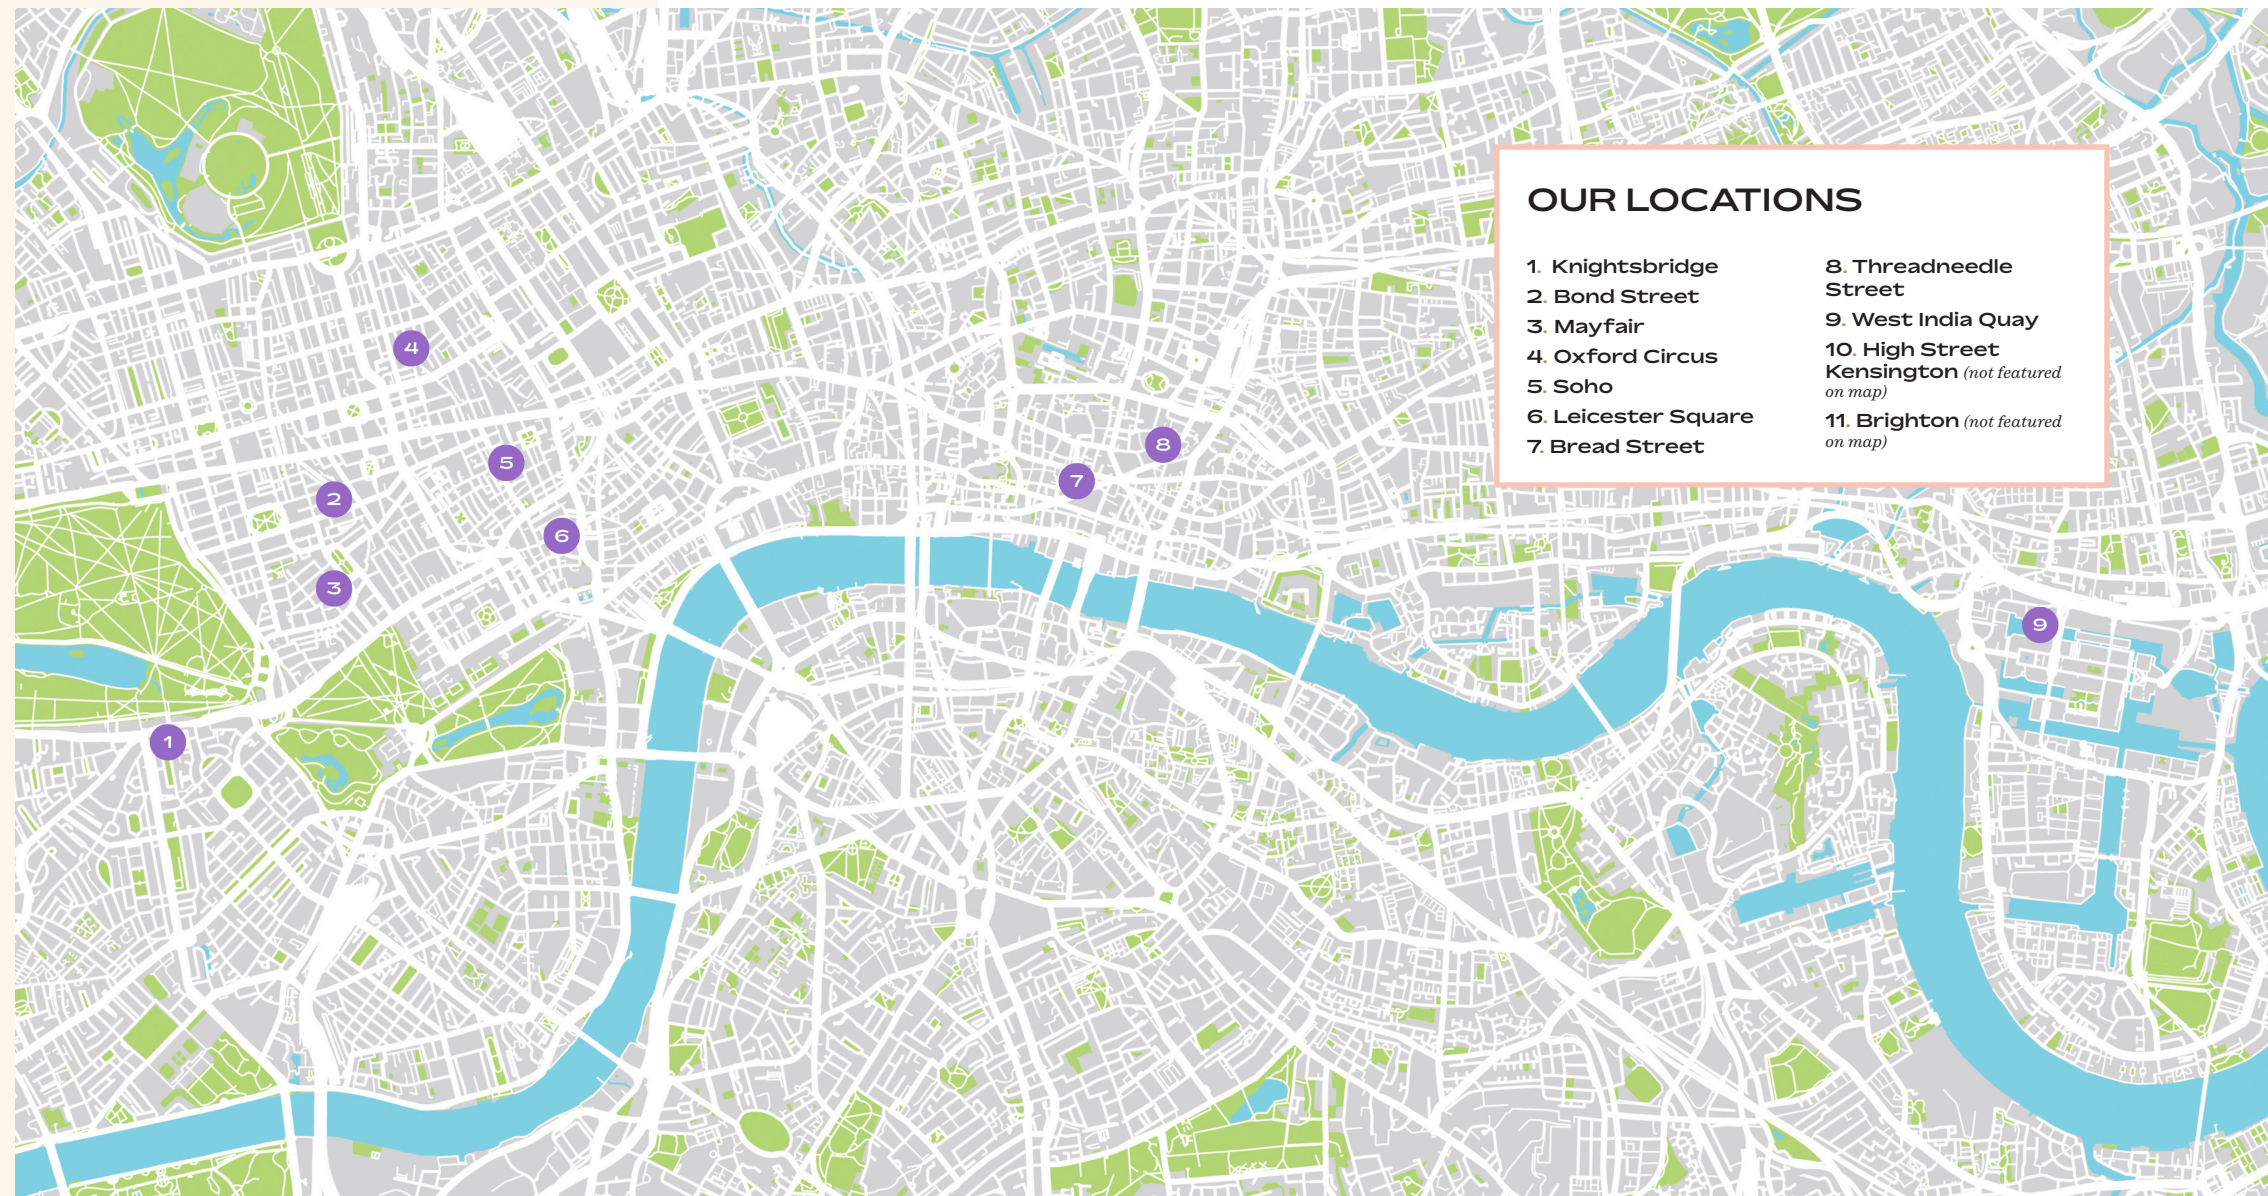 OUR LOCATIONS
1. Knightsbridge
2. Bond Street
3. Mayfair
4. Oxford Circus
5. Soho
6. Leicester Square
7. Bread Street
8. Threadneedle
Street
9. West India Quay
10. High Street
Kensington (not featured
on map)
11. Brighton (not featured
on map)
4
5
8
7
2
6
3
9
1